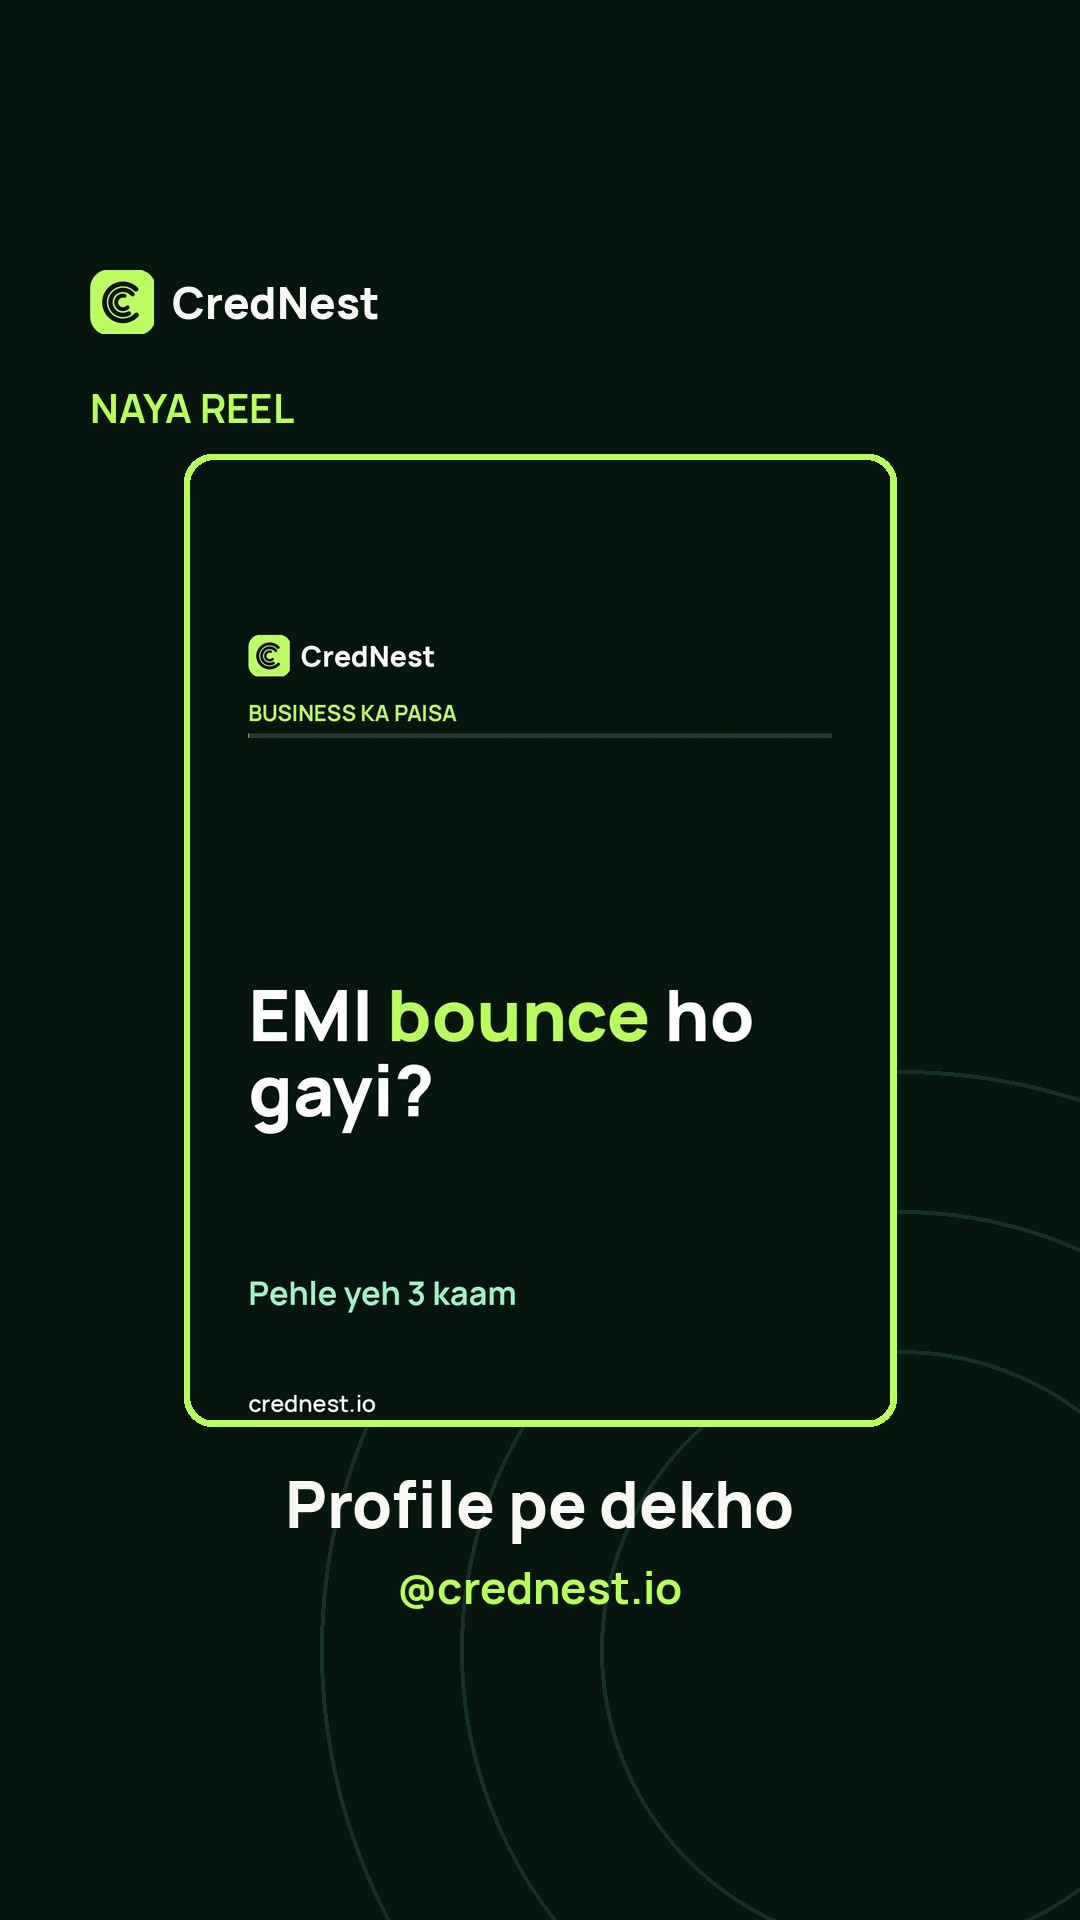 CredNest
NAYA REEL
CredNest
BUSINESS KA PAISA
EMI bounce ho
gayi?
Pehle yeh 3 kaam
crednest.io
Profile pe dekho
@crednest.io